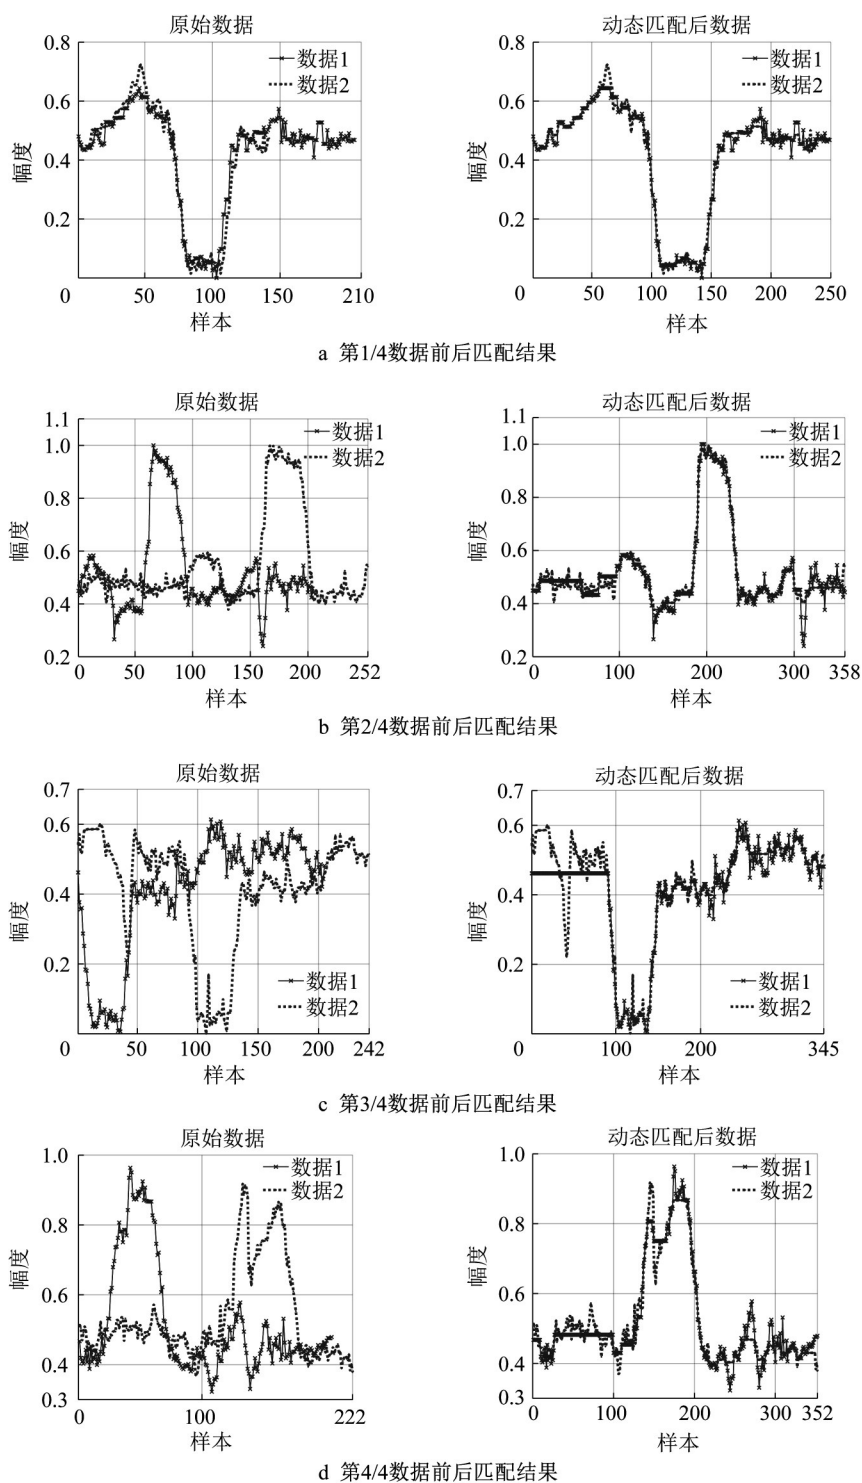 原始数据
数据1
数据2
0.8
0.6
0.4
0.2
幅度
0 50 100 150 210
样本
动态匹配后数据
数据1
数据2
0.8
0.6
0.4
0.2
幅度
0 50 100 150 200 250
样本
a 第1/4数据前后匹配结果
原始数据
数据1
数据2
1.1
1.0
0.8
0.6
0.4
0.2
幅度
0 50 100 150 200 252
样本
动态匹配后数据
数据1
数据2
1.1
1.0
0.8
0.6
0.4
0.2
幅度
0 100 200 300 358
样本
b 第2/4数据前后匹配结果
原始数据
0.7
0.6
0.4
0.2
幅度
数据1
数据2
0 50 100 150 200 242
样本
动态匹配后数据
0.7
0.6
0.4
0.2
幅度
数据1
数据2
0 100 200 345
样本
c 第3/4数据前后匹配结果
原始数据
数据1
数据2
1.0
0.8
0.6
0.4
0.3
幅度
0 100 222
样本
动态匹配后数据
数据1
数据2
1.0
0.8
0.6
0.4
0.3
幅度
0 100 200 300 352
样本
d 第4/4数据前后匹配结果